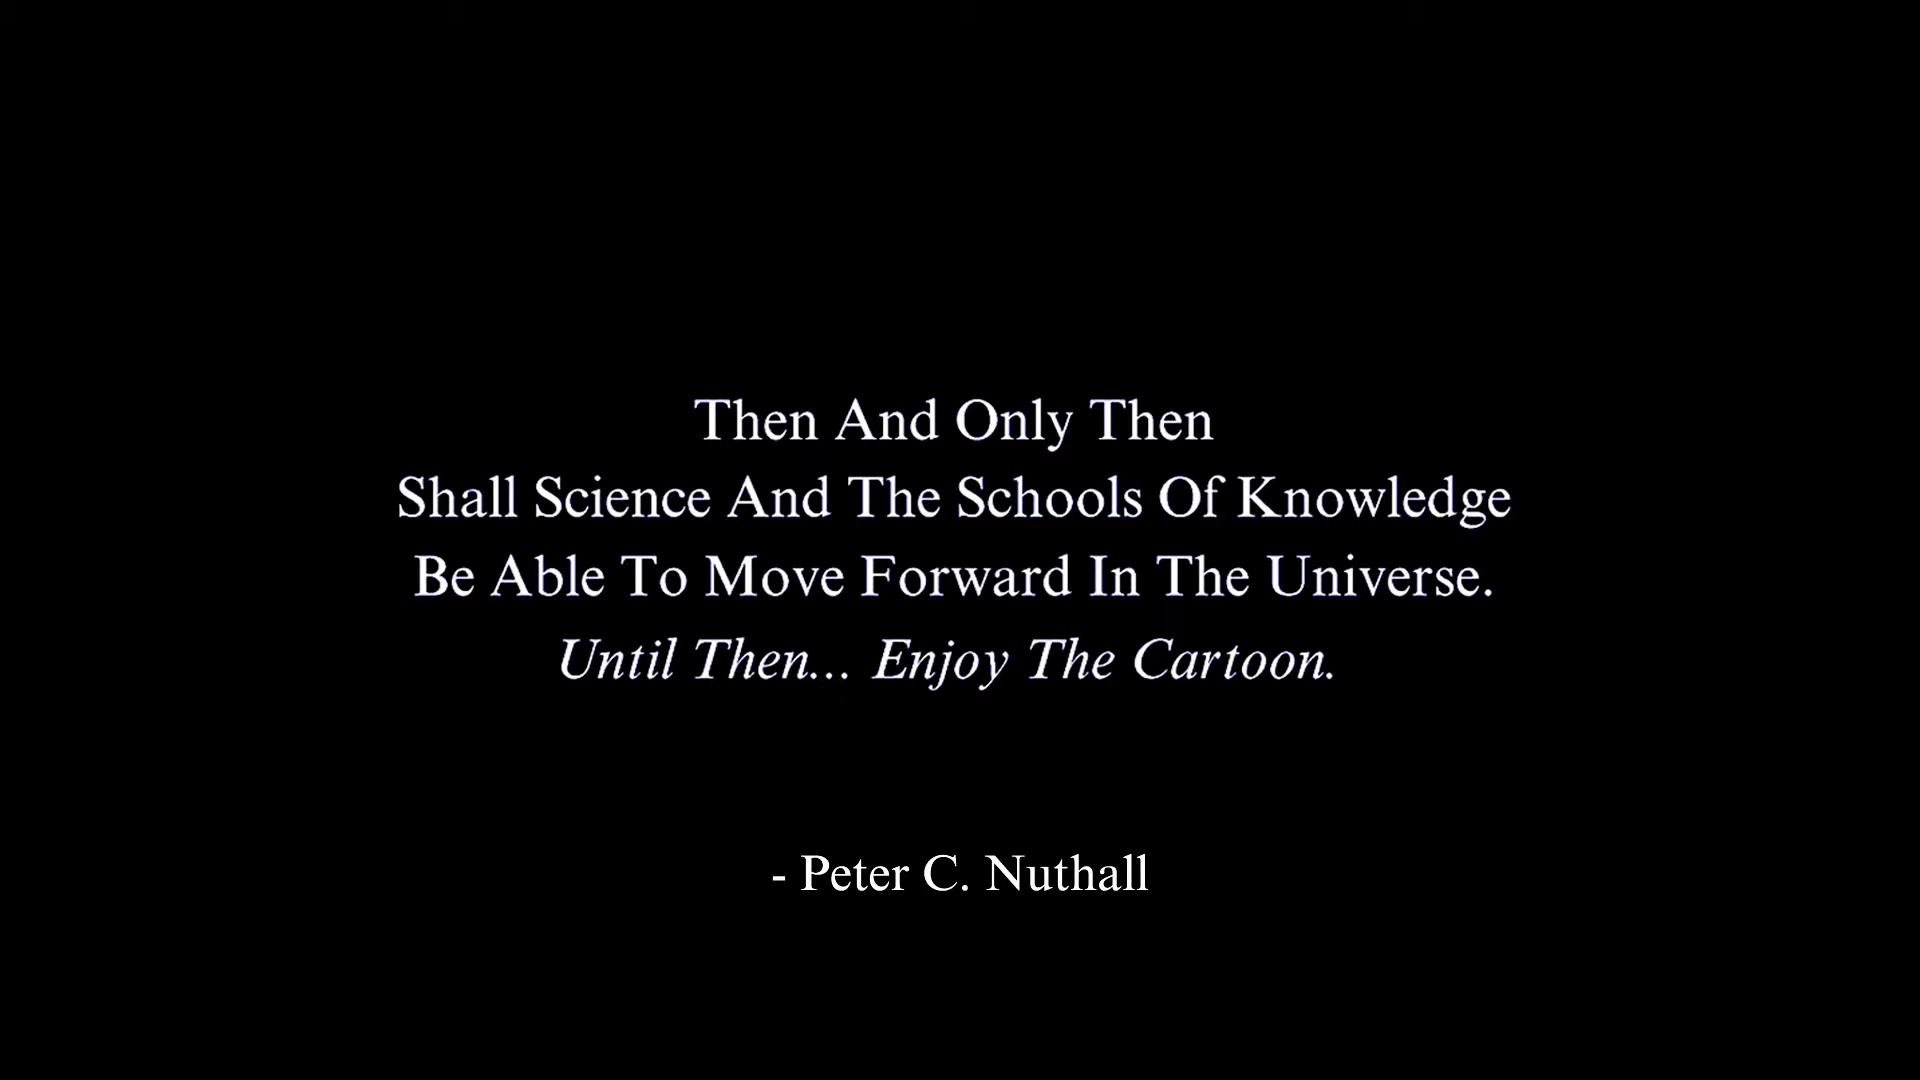 Then And Only Then
Shall Science And The Schools Of Knowledge
Be Able To Move Forward In The Universe.
Until Then... Enjoy The Cartoon.
- Peter C. Nuthall